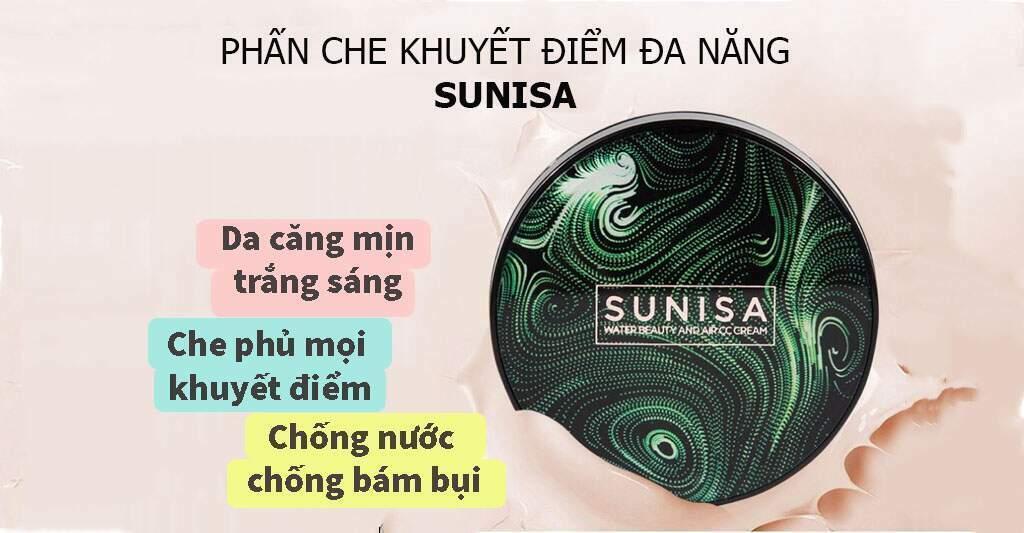 PHẤN CHE KHUYẾT ĐIỂM ĐA NĂNG
SUNISA
Da căng mịn
trắng sáng
Che phủ mọi
khuyết điểm
Chống nước
chống bám bụi
SUNISA
WATER BEAUTY AND AIR CC CREAM